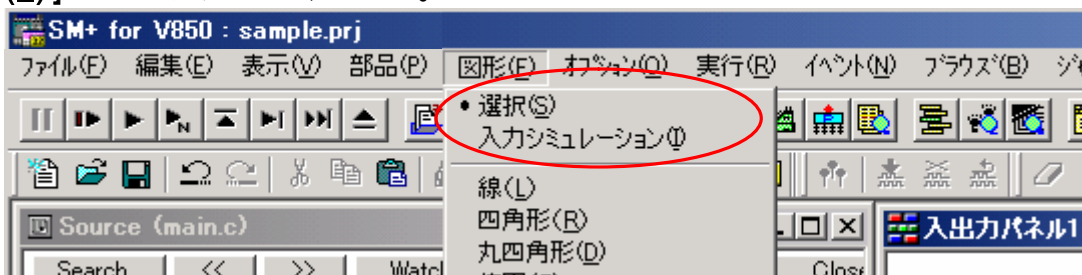 SM+ for V850 : sample.prj
ﾌｧｲﾙ(F) 編集(E) 表示(V) 部品(P) 図形(F) ｵﾌﾟｼｮﾝ(O) 実行(R) ｲﾍﾞﾝﾄ(N) ﾌﾞﾗｳｽﾞ(B)
選択(S)
入力シミュレーション(I)
線(L)
四角形(R)
丸四角形(D)
Source (main.c)
入出力パネル1
Search << >> Watch Close